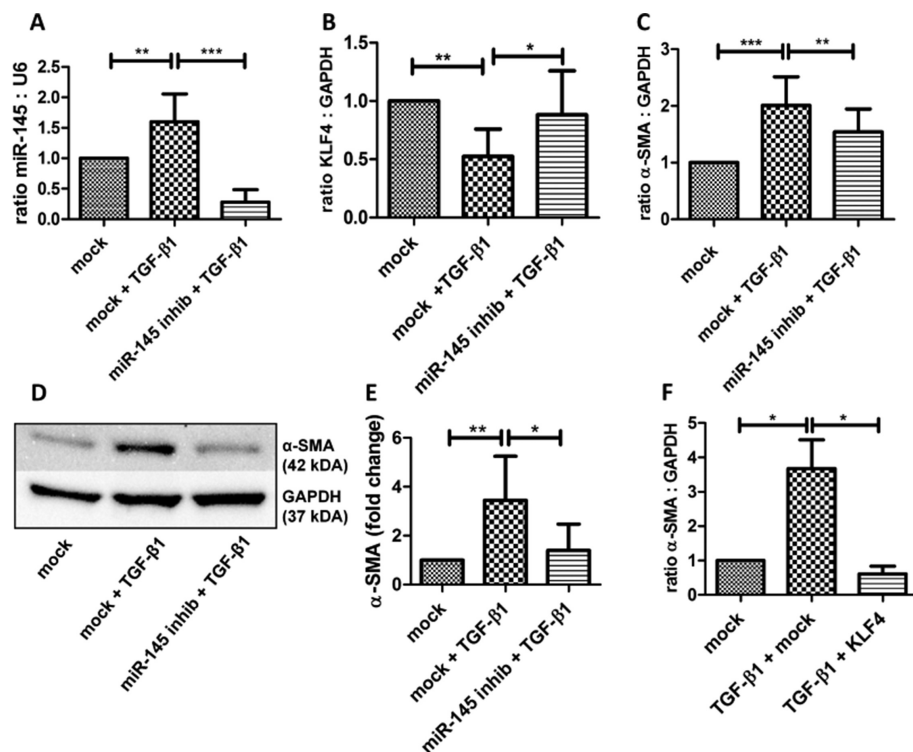 A
ratio miR-145 : U6
2.5
2.0
1.5
1.0
0.5
0.0
**
***
mock
mock + TGF-β1
miR-145 inhib + TGF-β1
B
ratio KLF4 : GAPDH
1.5
1.0
0.5
0.0
**
*
mock
mock +TGF-β1
miR-145 inhib + TGF-β1
C
ratio α-SMA : GAPDH
3
2
1
0
***
**
mock
mock + TGF-β1
miR-145 inhib + TGF-β1
D
α-SMA
(42 kDA)
GAPDH
(37 kDA)
mock
mock + TGF-β1
miR-145 inhib + TGF-β1
E
α-SMA (fold change)
6
4
2
0
**
*
mock
mock + TGF-β1
miR-145 inhib + TGF-β1
F
ratio α-SMA : GAPDH
5
4
3
2
1
0
*
*
mock
TGF-β1 + mock
TGF-β1 + KLF4